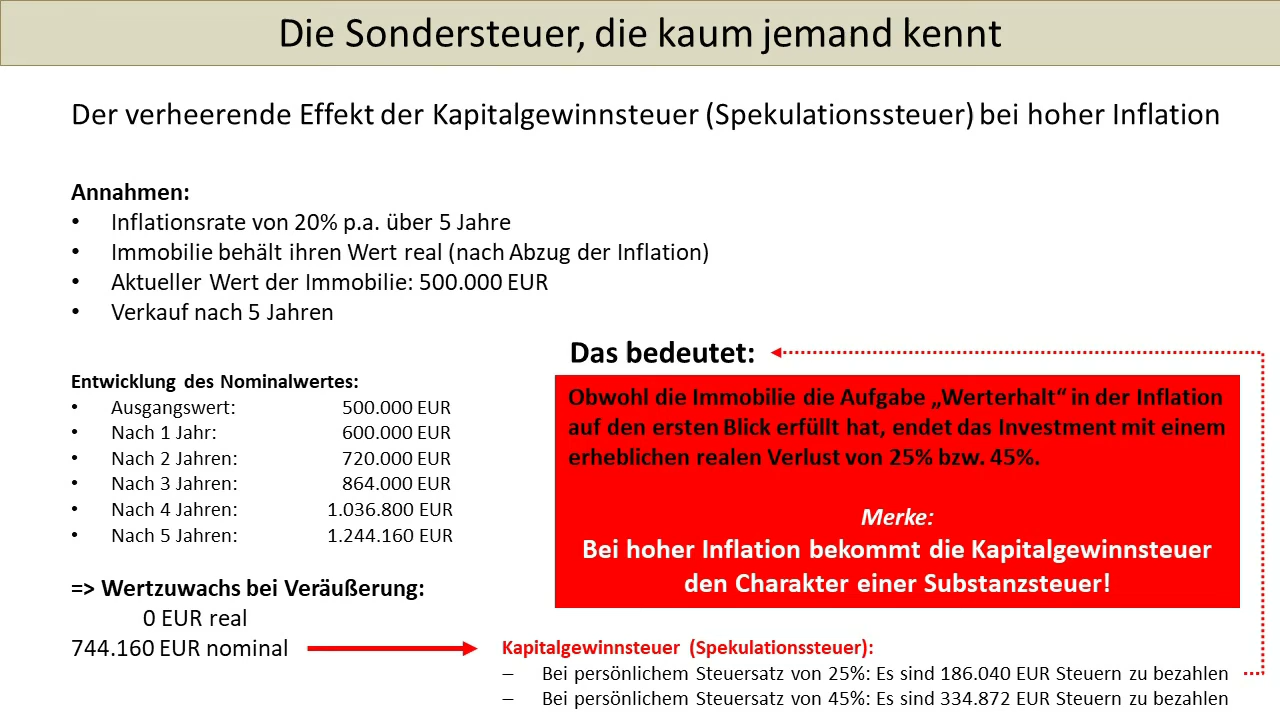 Die Sondersteuer, die kaum jemand kennt
Der verheerende Effekt der Kapitalgewinnsteuer (Spekulationssteuer) bei hoher Inflation
Annahmen:
• Inflationsrate von 20% p.a. über 5 Jahre
• Immobilie behält ihren Wert real (nach Abzug der Inflation)
• Aktueller Wert der Immobilie: 500.000 EUR
• Verkauf nach 5 Jahren
Entwicklung des Nominalwertes:
• Ausgangswert: 500.000 EUR
• Nach 1 Jahr: 600.000 EUR
• Nach 2 Jahren: 720.000 EUR
• Nach 3 Jahren: 864.000 EUR
• Nach 4 Jahren: 1.036.800 EUR
• Nach 5 Jahren: 1.244.160 EUR
=> Wertzuwachs bei Veräußerung:
0 EUR real
744.160 EUR nominal
Kapitalgewinnsteuer (Spekulationssteuer):
– Bei persönlichem Steuersatz von 25%: Es sind 186.040 EUR Steuern zu bezahlen
– Bei persönlichem Steuersatz von 45%: Es sind 334.872 EUR Steuern zu bezahlen
Das bedeutet:
Obwohl die Immobilie die Aufgabe „Werterhalt“ in der Inflation
auf den ersten Blick erfüllt hat, endet das Investment mit einem
erheblichen realen Verlust von 25% bzw. 45%.
Merke:
Bei hoher Inflation bekommt die Kapitalgewinnsteuer
den Charakter einer Substanzsteuer!